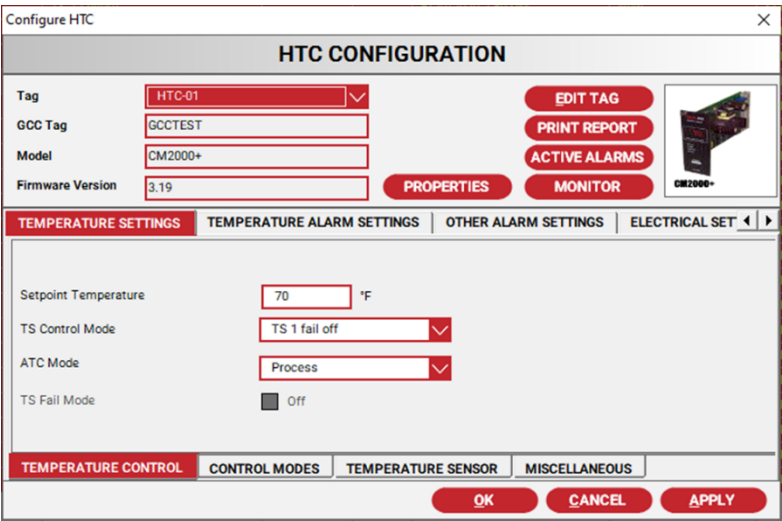 Configure HTC
HTC CONFIGURATION
Tag HTC-01 EDIT TAG
GCC Tag GCCTEST PRINT REPORT
Model CM2000+ ACTIVE ALARMS
Firmware Version 3.19 PROPERTIES MONITOR
CM2000+
TEMPERATURE SETTINGS TEMPERATURE ALARM SETTINGS OTHER ALARM SETTINGS ELECTRICAL SET
Setpoint Temperature 70 °F
TS Control Mode TS 1 fail off
ATC Mode Process
TS Fail Mode Off
TEMPERATURE CONTROL CONTROL MODES TEMPERATURE SENSOR MISCELLANEOUS
OK CANCEL APPLY